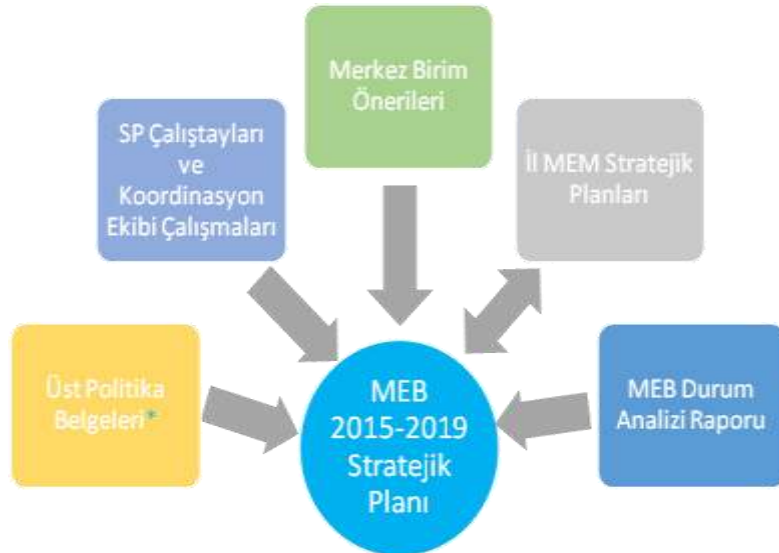 Merkez Birim
Önerileri
SP Çalıştayları
ve
Koordinasyon
Ekibi Çalışmaları
İl MEM Stratejik
Planları
Üst Politika
Belgeleri*
MEB
2015-2019
Stratejik
Planı
MEB Durum
Analizi Raporu